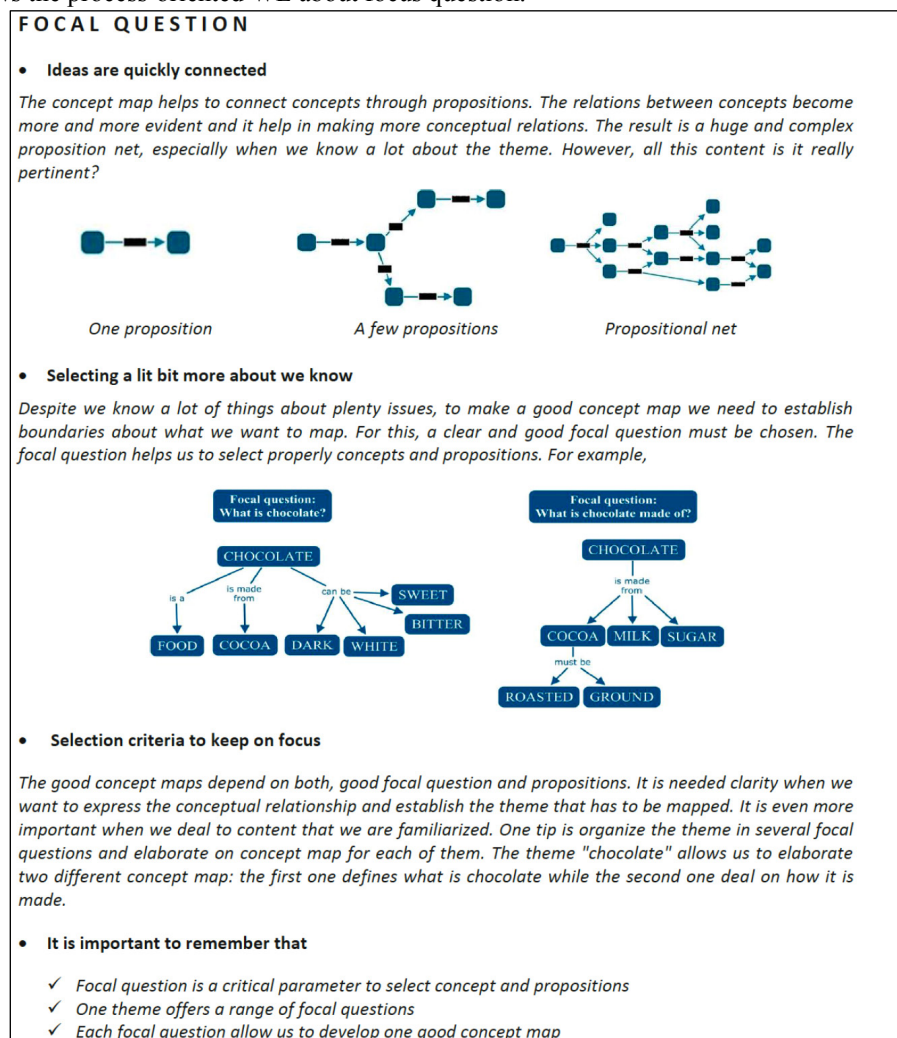 ws the process-oriented WE about focus question.
FOCAL QUESTION
• Ideas are quickly connected
The concept map helps to connect concepts through propositions. The relations between concepts become
more and more evident and it help in making more conceptual relations. The result is a huge and complex
proposition net, especially when we know a lot about the theme. However, all this content is it really
pertinent?
One proposition
A few propositions
Propositional net
• Selecting a lit bit more about we know
Despite we know a lot of things about plenty issues, to make a good concept map we need to establish
boundaries about what we want to map. For this, a clear and good focal question must be chosen. The
focal question helps us to select properly concepts and propositions. For example,
Focal question:
What is chocolate?
CHOCOLATE
is a
is made
from
can be
SWEET
BITTER
FOOD
COCOA
DARK
WHITE
Focal question:
What is chocolate made of?
CHOCOLATE
is made
from
COCOA
MILK
SUGAR
must be
ROASTED
GROUND
• Selection criteria to keep on focus
The good concept maps depend on both, good focal question and propositions. It is needed clarity when we
want to express the conceptual relationship and establish the theme that has to be mapped. It is even more
important when we deal to content that we are familiarized. One tip is organize the theme in several focal
questions and elaborate on concept map for each of them. The theme "chocolate" allows us to elaborate
two different concept map: the first one defines what is chocolate while the second one deal on how it is
made.
• It is important to remember that
✓ Focal question is a critical parameter to select concept and propositions
✓ One theme offers a range of focal questions
✓ Each focal question allow us to develop one good concept map